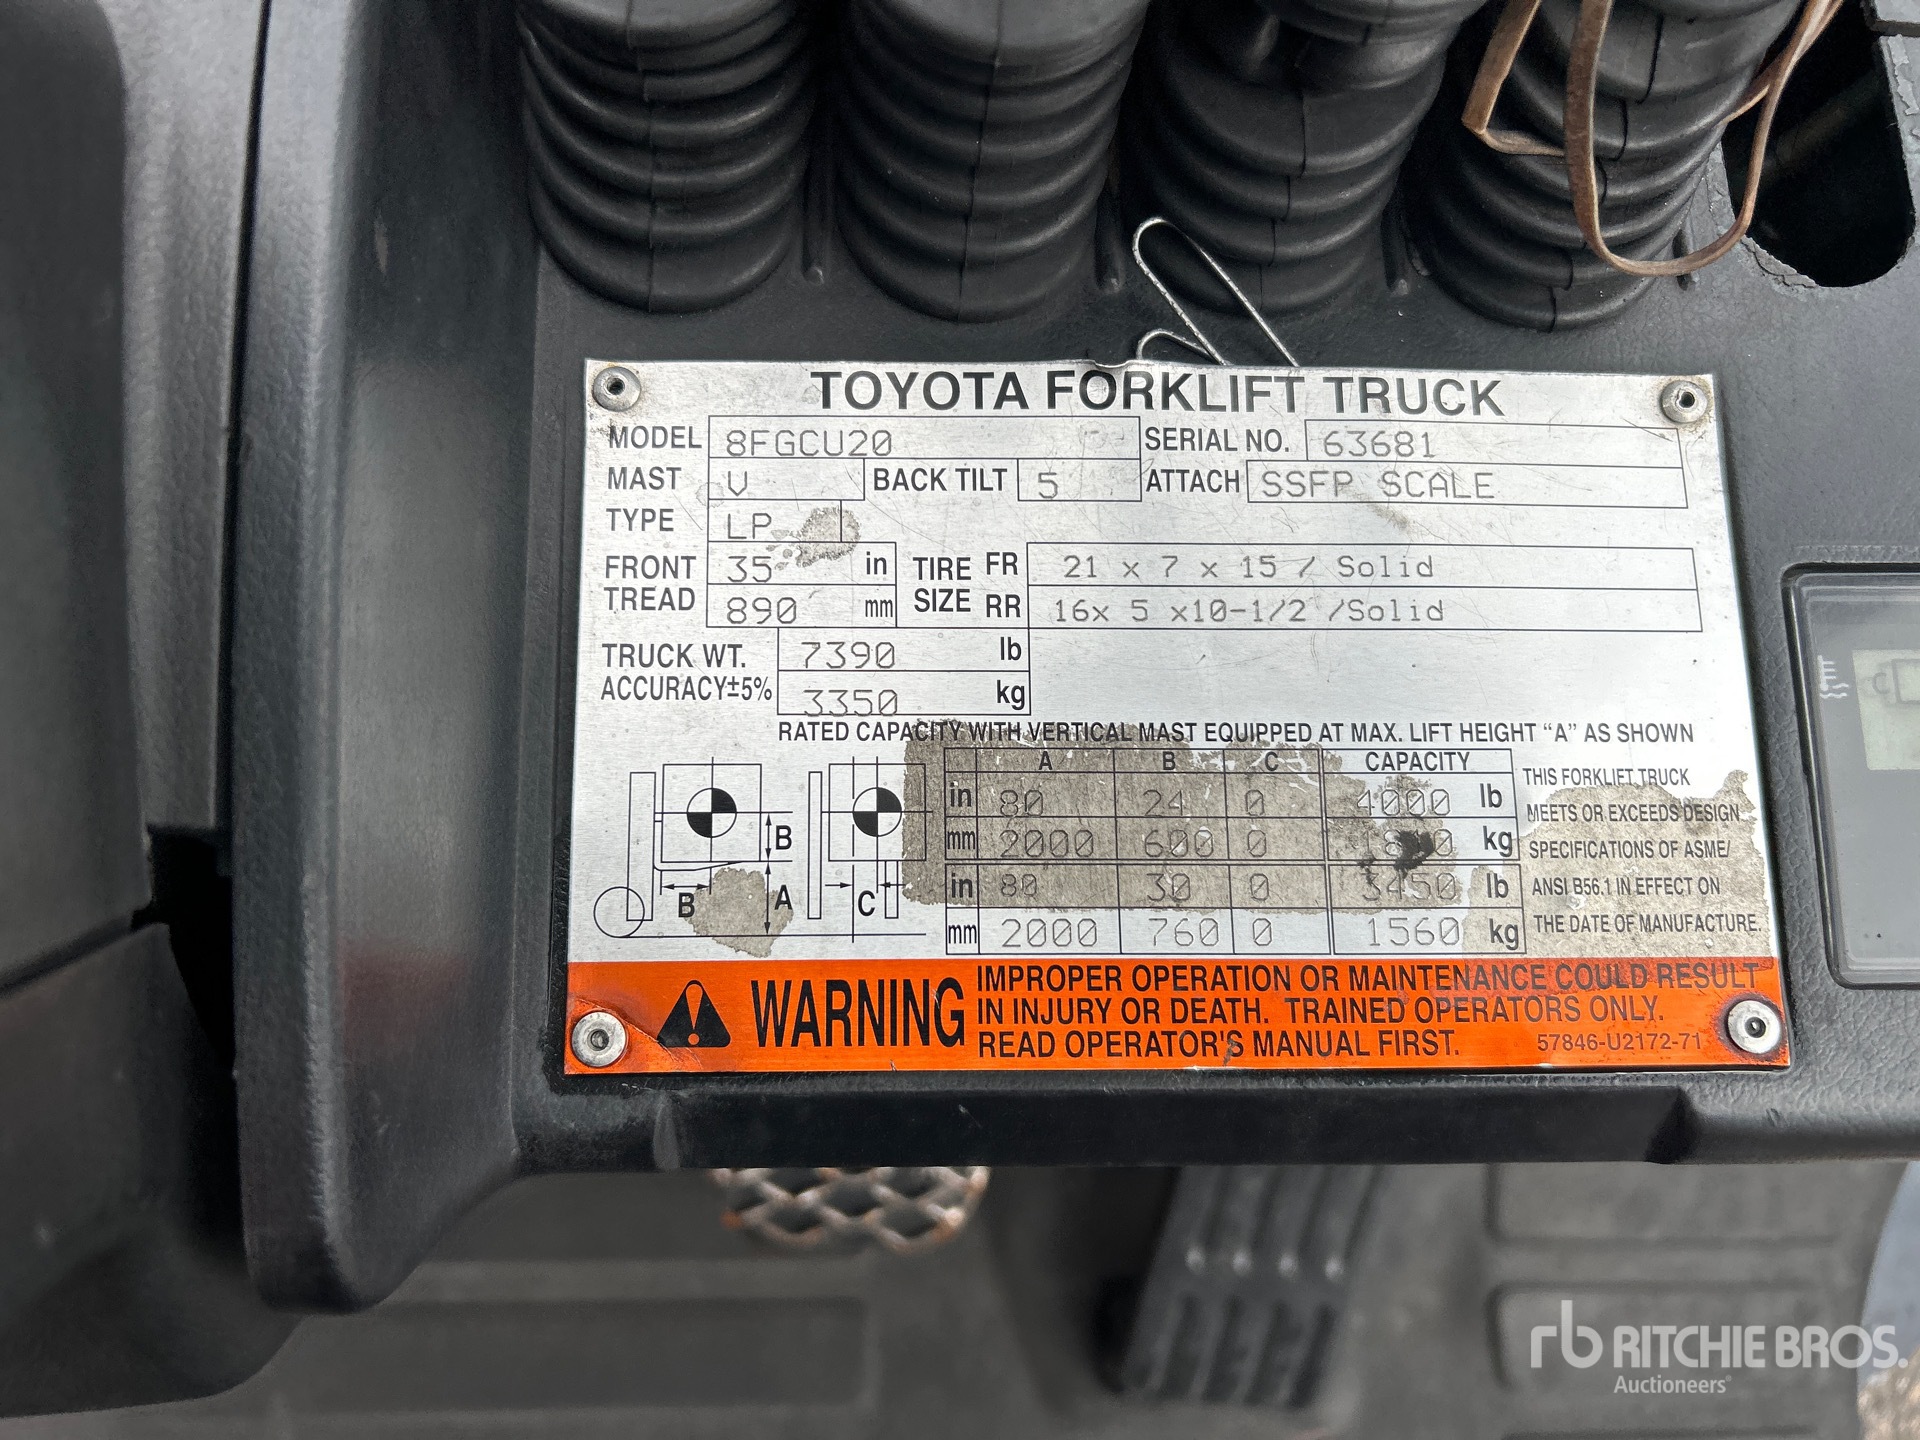 TOYOTA FORKLIFT TRUCK
MODEL 8FGCU20 SERIAL NO. 63681
MAST V BACK TILT 5 ATTACH SSFP SCALE
TYPE LP
FRONT TREAD 35 in TIRE SIZE FR 21 x 7 x 15 / Solid
890 mm RR 16x 5 x10-1/2 /Solid
TRUCK WT. 7390 lb
ACCURACY±5% 3350 kg
RATED CAPACITY WITH VERTICAL MAST EQUIPPED AT MAX. LIFT HEIGHT "A" AS SHOWN
A B C CAPACITY
in 80 24 0 4000 lb
mm 2000 600 0 kg
in 80 30 0 3450 lb
mm 2000 760 0 1560 kg
B
B
A
C
THIS FORKLIFT TRUCK
MEETS OR EXCEEDS DESIGN
SPECIFICATIONS OF ASME/
ANSI B56.1 IN EFFECT ON
THE DATE OF MANUFACTURE.
WARNING
IMPROPER OPERATION OR MAINTENANCE COULD RESULT
IN INJURY OR DEATH. TRAINED OPERATORS ONLY.
READ OPERATOR'S MANUAL FIRST.
57846-U2172-71
rb RITCHIE BROS.
Auctioneers